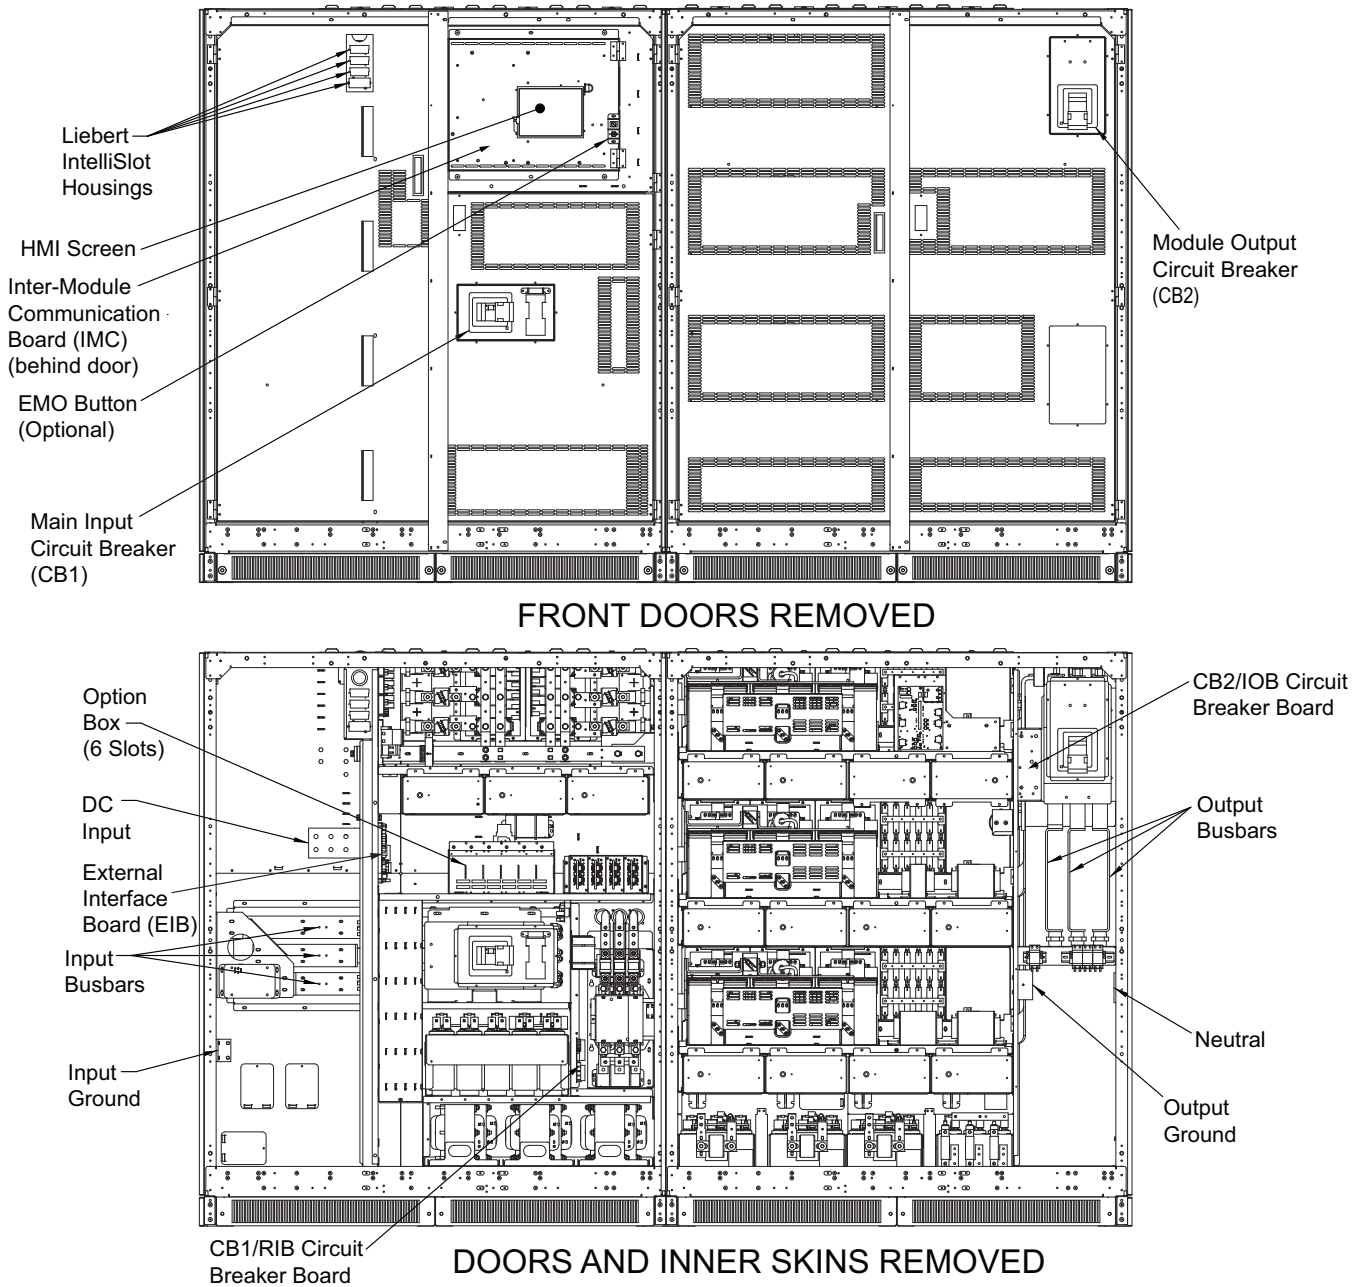 Liebert
IntelliSlot
Housings
HMI Screen
Inter-Module
Communication
Board (IMC)
(behind door)
EMO Button
(Optional)
Main Input
Circuit Breaker
(CB1)
Module Output
Circuit Breaker
(CB2)
FRONT DOORS REMOVED
Option
Box
(6 Slots)
DC
Input
External
Interface
Board (EIB)
Input
Busbars
Input
Ground
CB1/RIB Circuit
Breaker Board
CB2/IOB Circuit
Breaker Board
Output
Busbars
Neutral
Output
Ground
DOORS AND INNER SKINS REMOVED